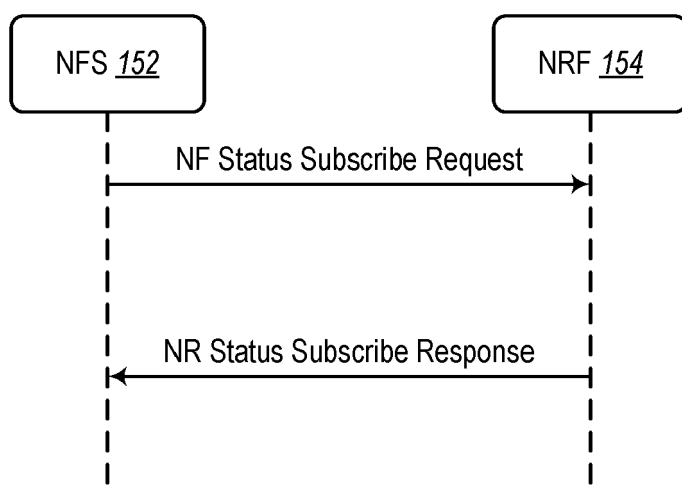 NFS 152
NRF 154
NF Status Subscribe Request
NR Status Subscribe Response